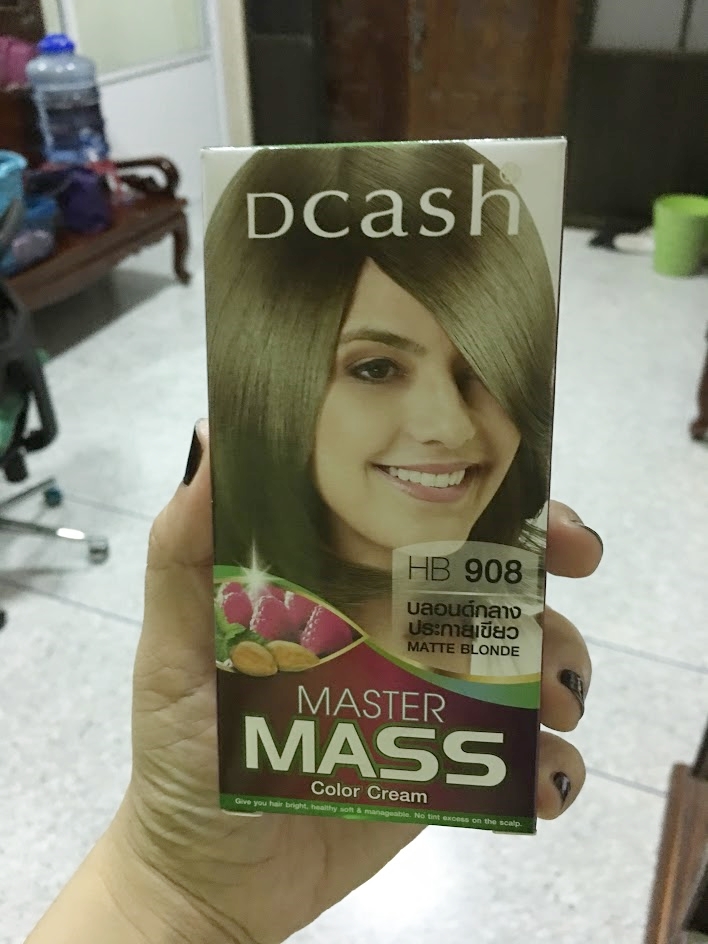 Dcash®
HB 908
บลอนด์กลาง
ประกายเขียว
MATTE BLONDE
MASTER
MASS
Color Cream
Give you hair bright, healthy soft & manageable. No tint excess on the scalp.